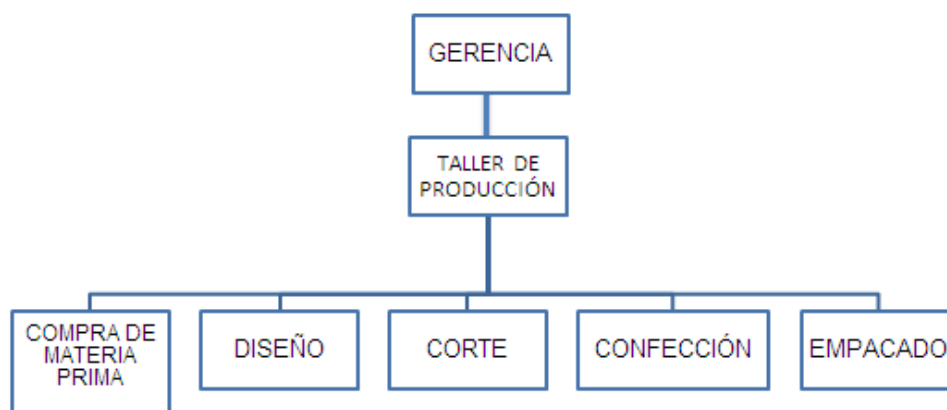 GERENCIA
TALLER DE
PRODUCCIÓN
COMPRA DE
MATERIA
PRIMA
DISEÑO
CORTE
CONFECCIÓN
EMPACADO